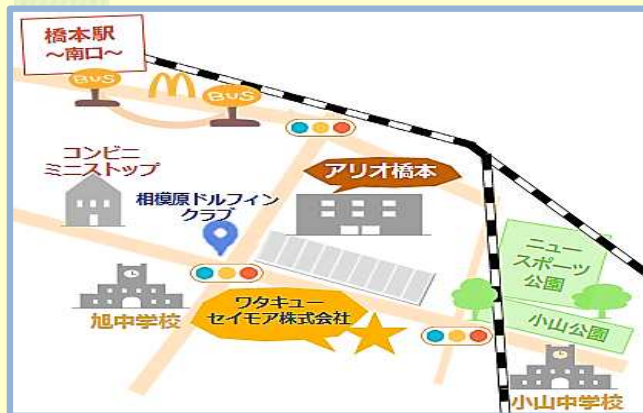 橋本駅
～南口～
BUS
BUS
コンビニ
ミニストップ
アリオ橋本
相模原ドルフィン
クラブ
ニュー
スポーツ
公園
ワタキュー
セイモア株式会社
旭中学校
小山公園
小山中学校